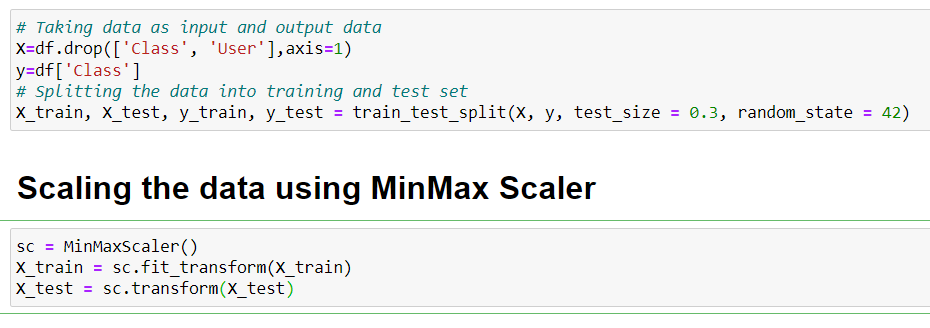 # Taking data as input and output data
X=df.drop(['Class', 'User'],axis=1)
y=df['Class']
# Splitting the data into training and test set
X_train, X_test, y_train, y_test = train_test_split(X, y, test_size = 0.3, random_state = 42)
Scaling the data using MinMax Scaler
sc = MinMaxScaler()
X_train = sc.fit_transform(X_train)
X_test = sc.transform(X_test)